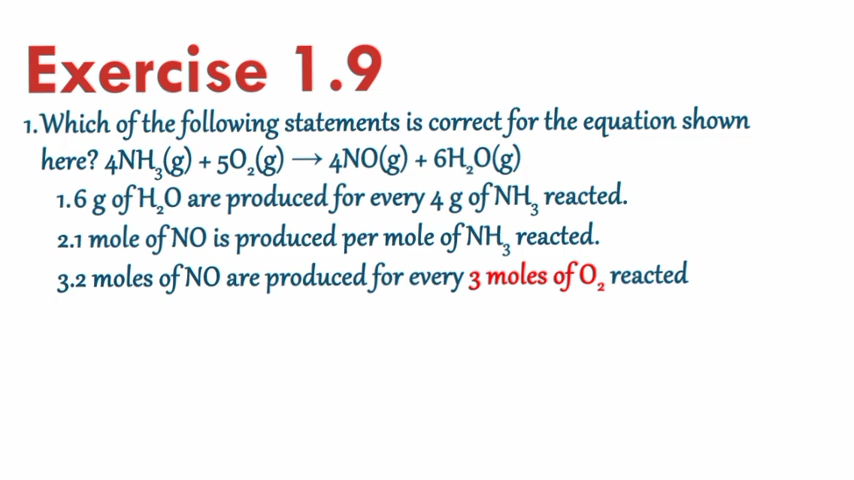 Exercise 1.9
1.Which of the following statements is correct for the equation shown
here? 4NH₃(g) + 5O₂(g) ⟶ 4NO(g) + 6H₂O(g)
1.6 g of H₂O are produced for every 4 g of NH₃ reacted.
2.1 mole of NO is produced per mole of NH₃ reacted.
3.2 moles of NO are produced for every 3 moles of O₂ reacted